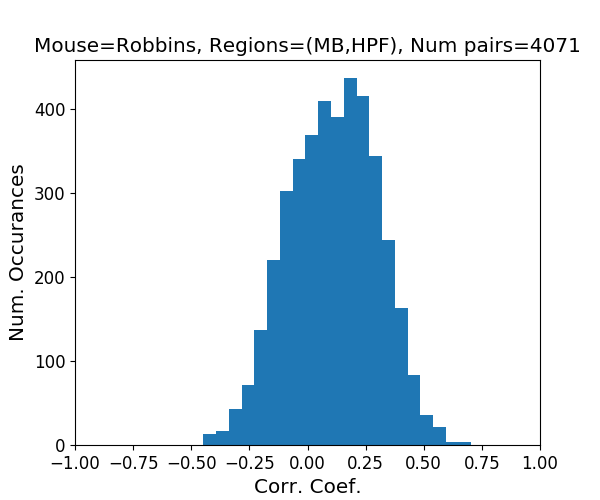 Mouse=Robbins, Regions=(MB,HPF), Num pairs=4071
Num. Occurances
400
300
200
100
0
−1.00 −0.75 −0.50 −0.25 0.00 0.25 0.50 0.75 1.00
Corr. Coef.